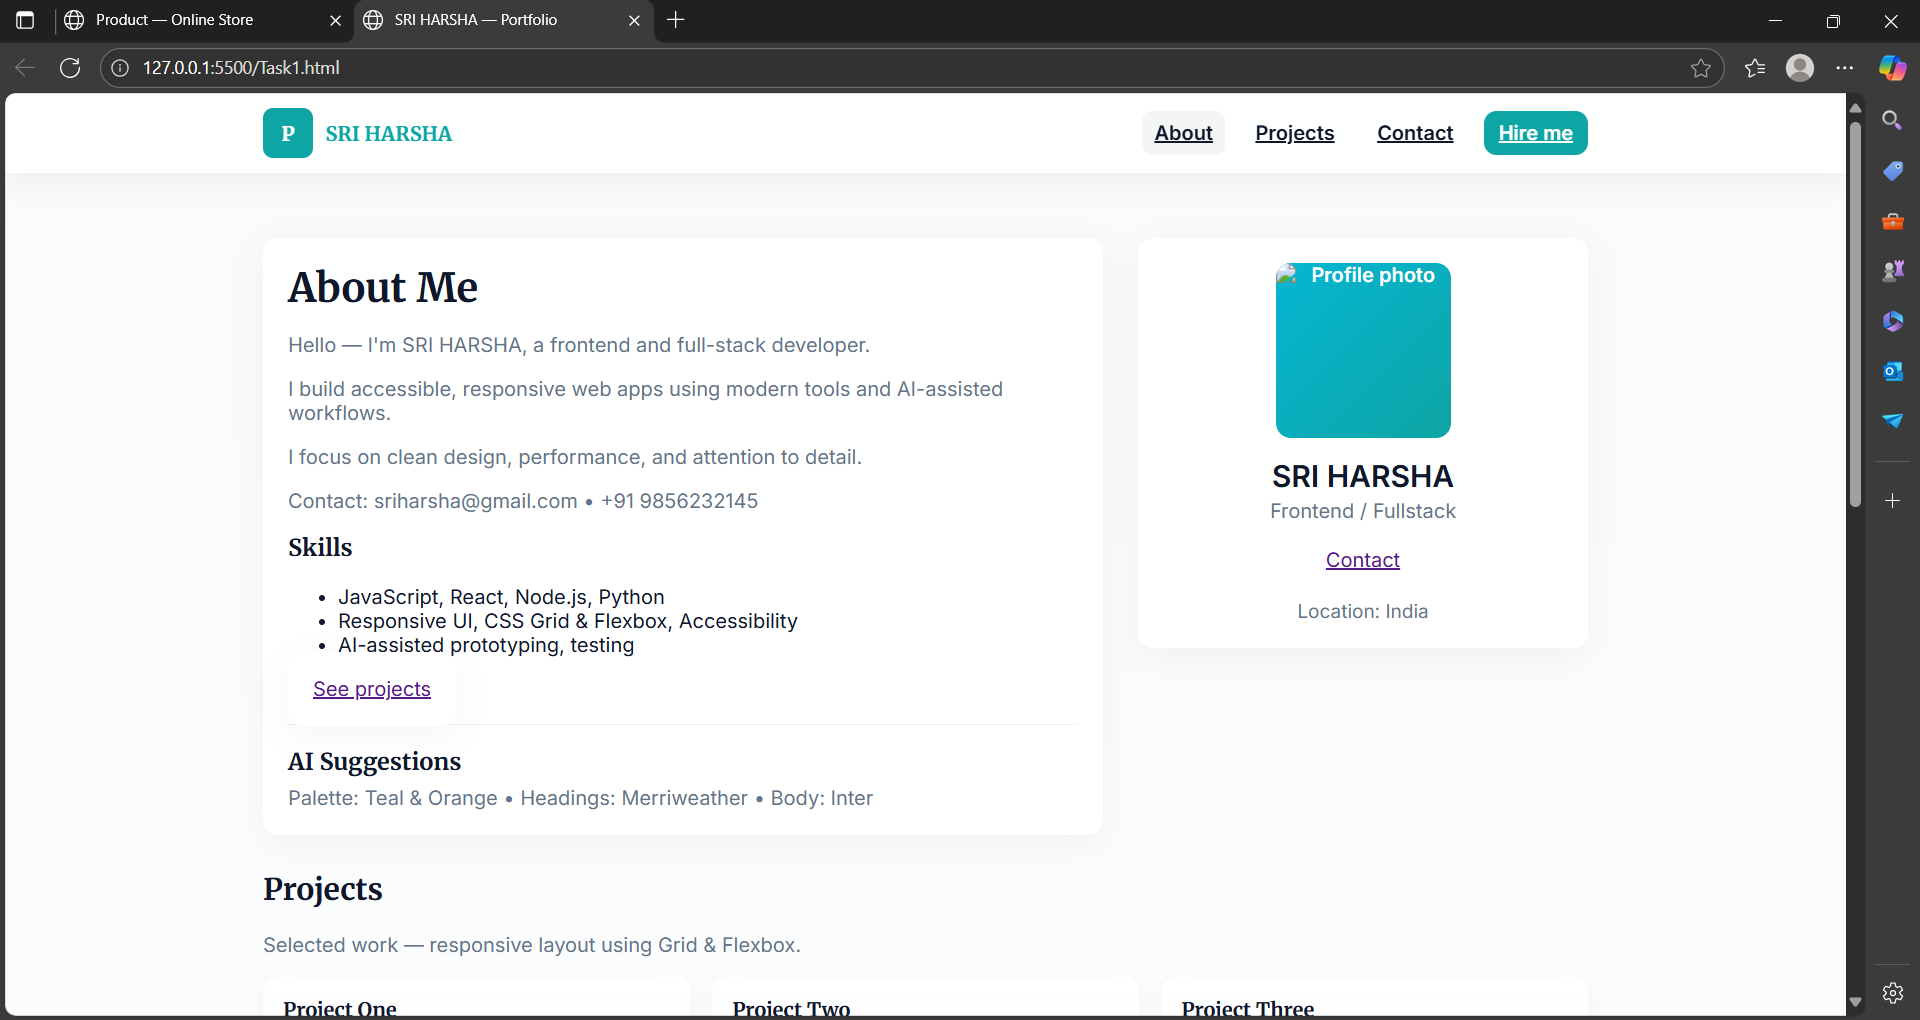 Product — Online Store
SRI HARSHA — Portfolio
127.0.0.1:5500/Task1.html
P
SRI HARSHA
About
Projects
Contact
Hire me
About Me
Hello — I'm SRI HARSHA, a frontend and full-stack developer.
I build accessible, responsive web apps using modern tools and AI-assisted
workflows.
I focus on clean design, performance, and attention to detail.
Contact: sriharsha@gmail.com • +91 9856232145
Skills
• JavaScript, React, Node.js, Python
• Responsive UI, CSS Grid & Flexbox, Accessibility
• AI-assisted prototyping, testing
See projects
AI Suggestions
Palette: Teal & Orange • Headings: Merriweather • Body: Inter
Profile photo
SRI HARSHA
Frontend / Fullstack
Contact
Location: India
Projects
Selected work — responsive layout using Grid & Flexbox.
Project One
Project Two
Project Three